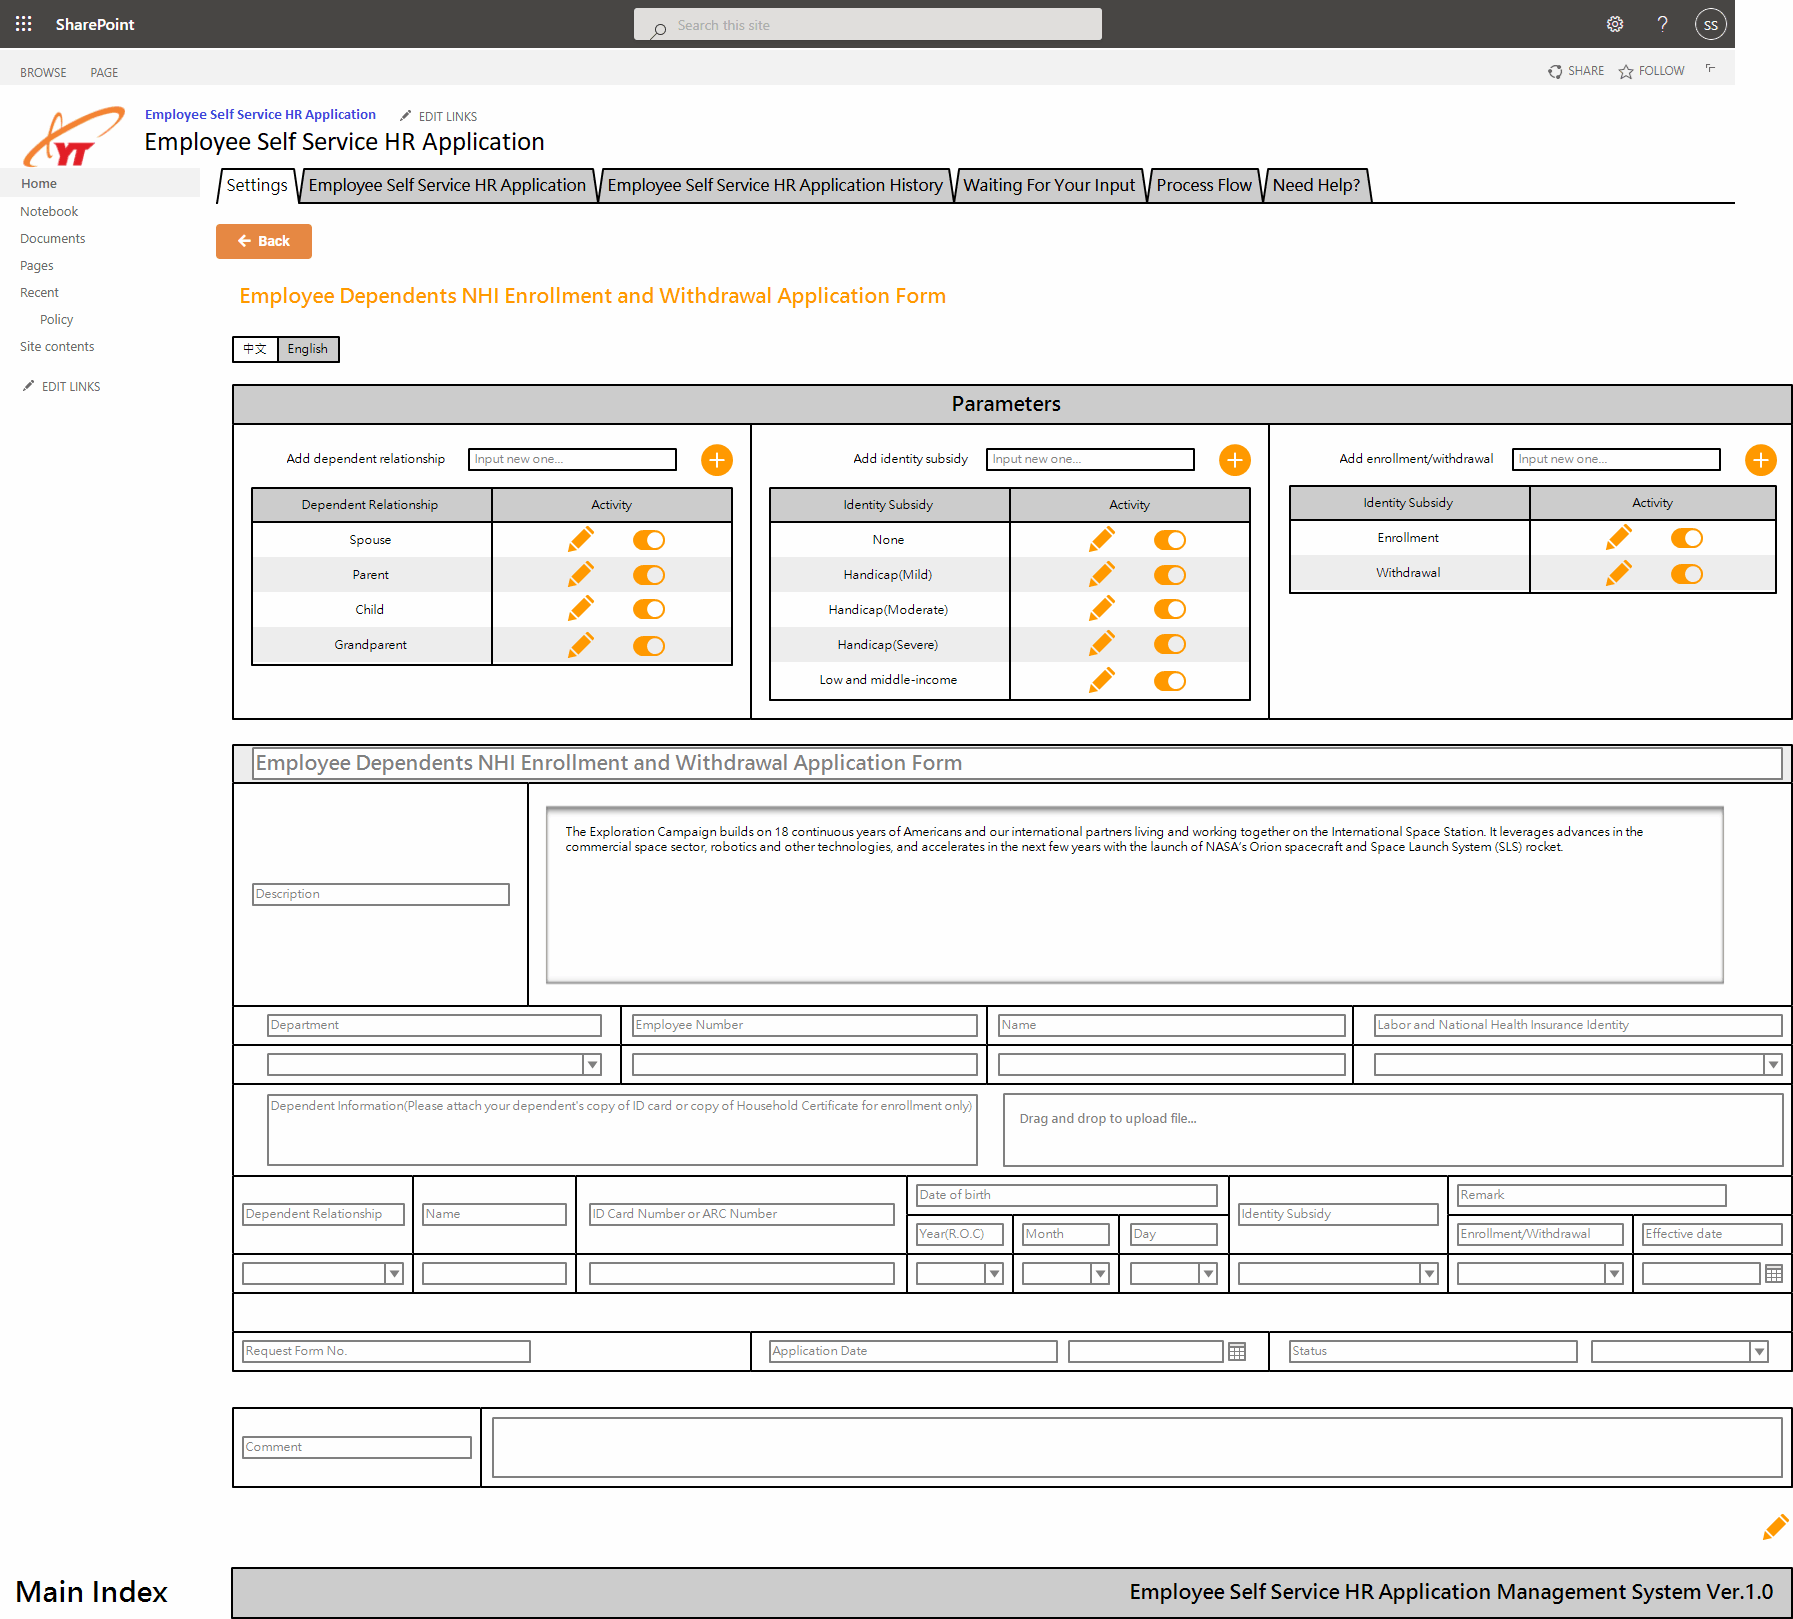 SharePoint
Search this site
?
SS
BROWSE
PAGE
SHARE
FOLLOW
YT
Employee Self Service HR Application
EDIT LINKS
Employee Self Service HR Application
Home
Notebook
Documents
Pages
Recent
Policy
Site contents
EDIT LINKS
Settings
Employee Self Service HR Application
Employee Self Service HR Application History
Waiting For Your Input
Process Flow
Need Help?
Back
Employee Dependents NHI Enrollment and Withdrawal Application Form
中文
English
Parameters
Add dependent relationship
Input new one...
Dependent Relationship
Activity
Spouse
Parent
Child
Grandparent
Add identity subsidy
Input new one...
Identity Subsidy
Activity
None
Handicap(Mild)
Handicap(Moderate)
Handicap(Severe)
Low and middle-income
Add enrollment/withdrawal
Input new one...
Identity Subsidy
Activity
Enrollment
Withdrawal
Employee Dependents NHI Enrollment and Withdrawal Application Form
Description
The Exploration Campaign builds on 18 continuous years of Americans and our international partners living and working together on the International Space Station. It leverages advances in the
commercial space sector, robotics and other technologies, and accelerates in the next few years with the launch of NASA's Orion spacecraft and Space Launch System (SLS) rocket.
Department
Employee Number
Name
Labor and National Health Insurance Identity
Dependent Information(Please attach your dependent's copy of ID card or copy of Household Certificate for enrollment only)
Drag and drop to upload file...
Dependent Relationship
Name
ID Card Number or ARC Number
Date of birth
Year(R.O.C)
Month
Day
Identity Subsidy
Remark
Enrollment/Withdrawal
Effective date
Request Form No.
Application Date
Status
Comment
Main Index
Employee Self Service HR Application Management System Ver.1.0